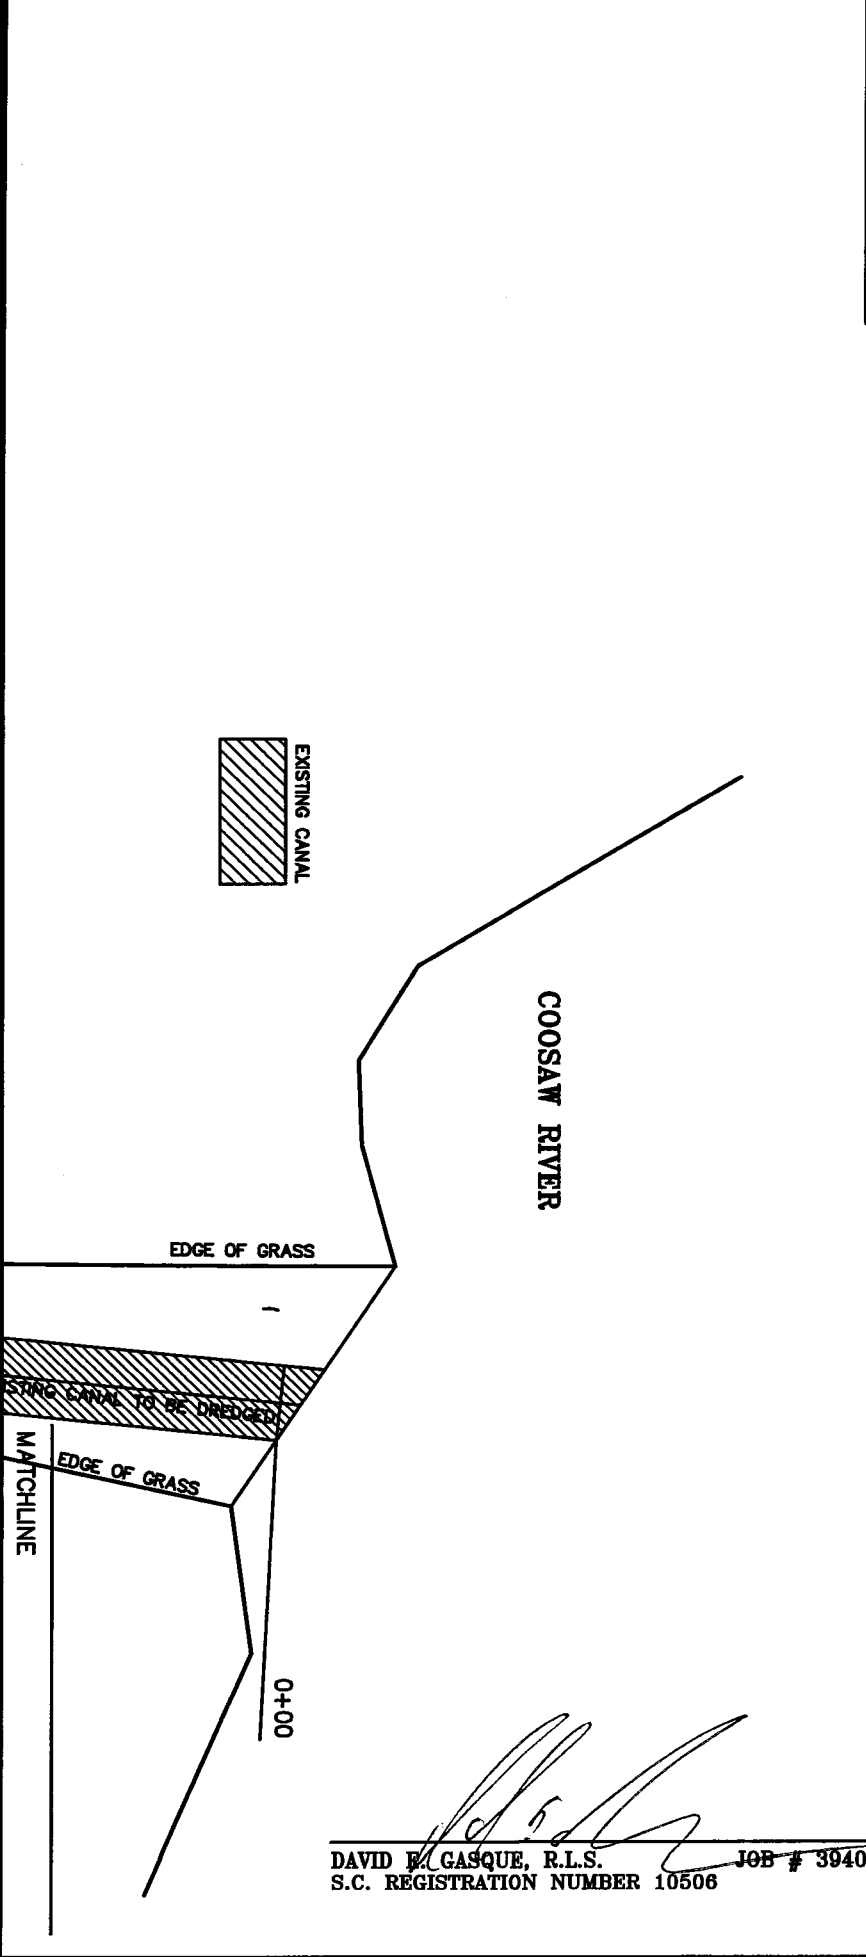 EXISTING CANAL
COOSAW RIVER
EDGE OF GRASS
STING CANAL TO BE DREDGED
EDGE OF GRASS
MATCHLINE
0+00
DAVID E. GASQUE, R.L.S. JOB # 3940
S.C. REGISTRATION NUMBER 10506